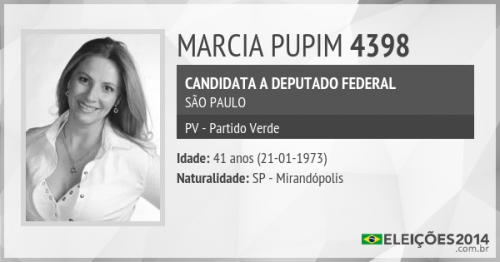 MARCIA PUPIM 4398
CANDIDATA A DEPUTADO FEDERAL
SÃO PAULO
PV - Partido Verde
Idade: 41 anos (21-01-1973)
Naturalidade: SP - Mirandópolis
ELEIÇÕES2014
.com.br